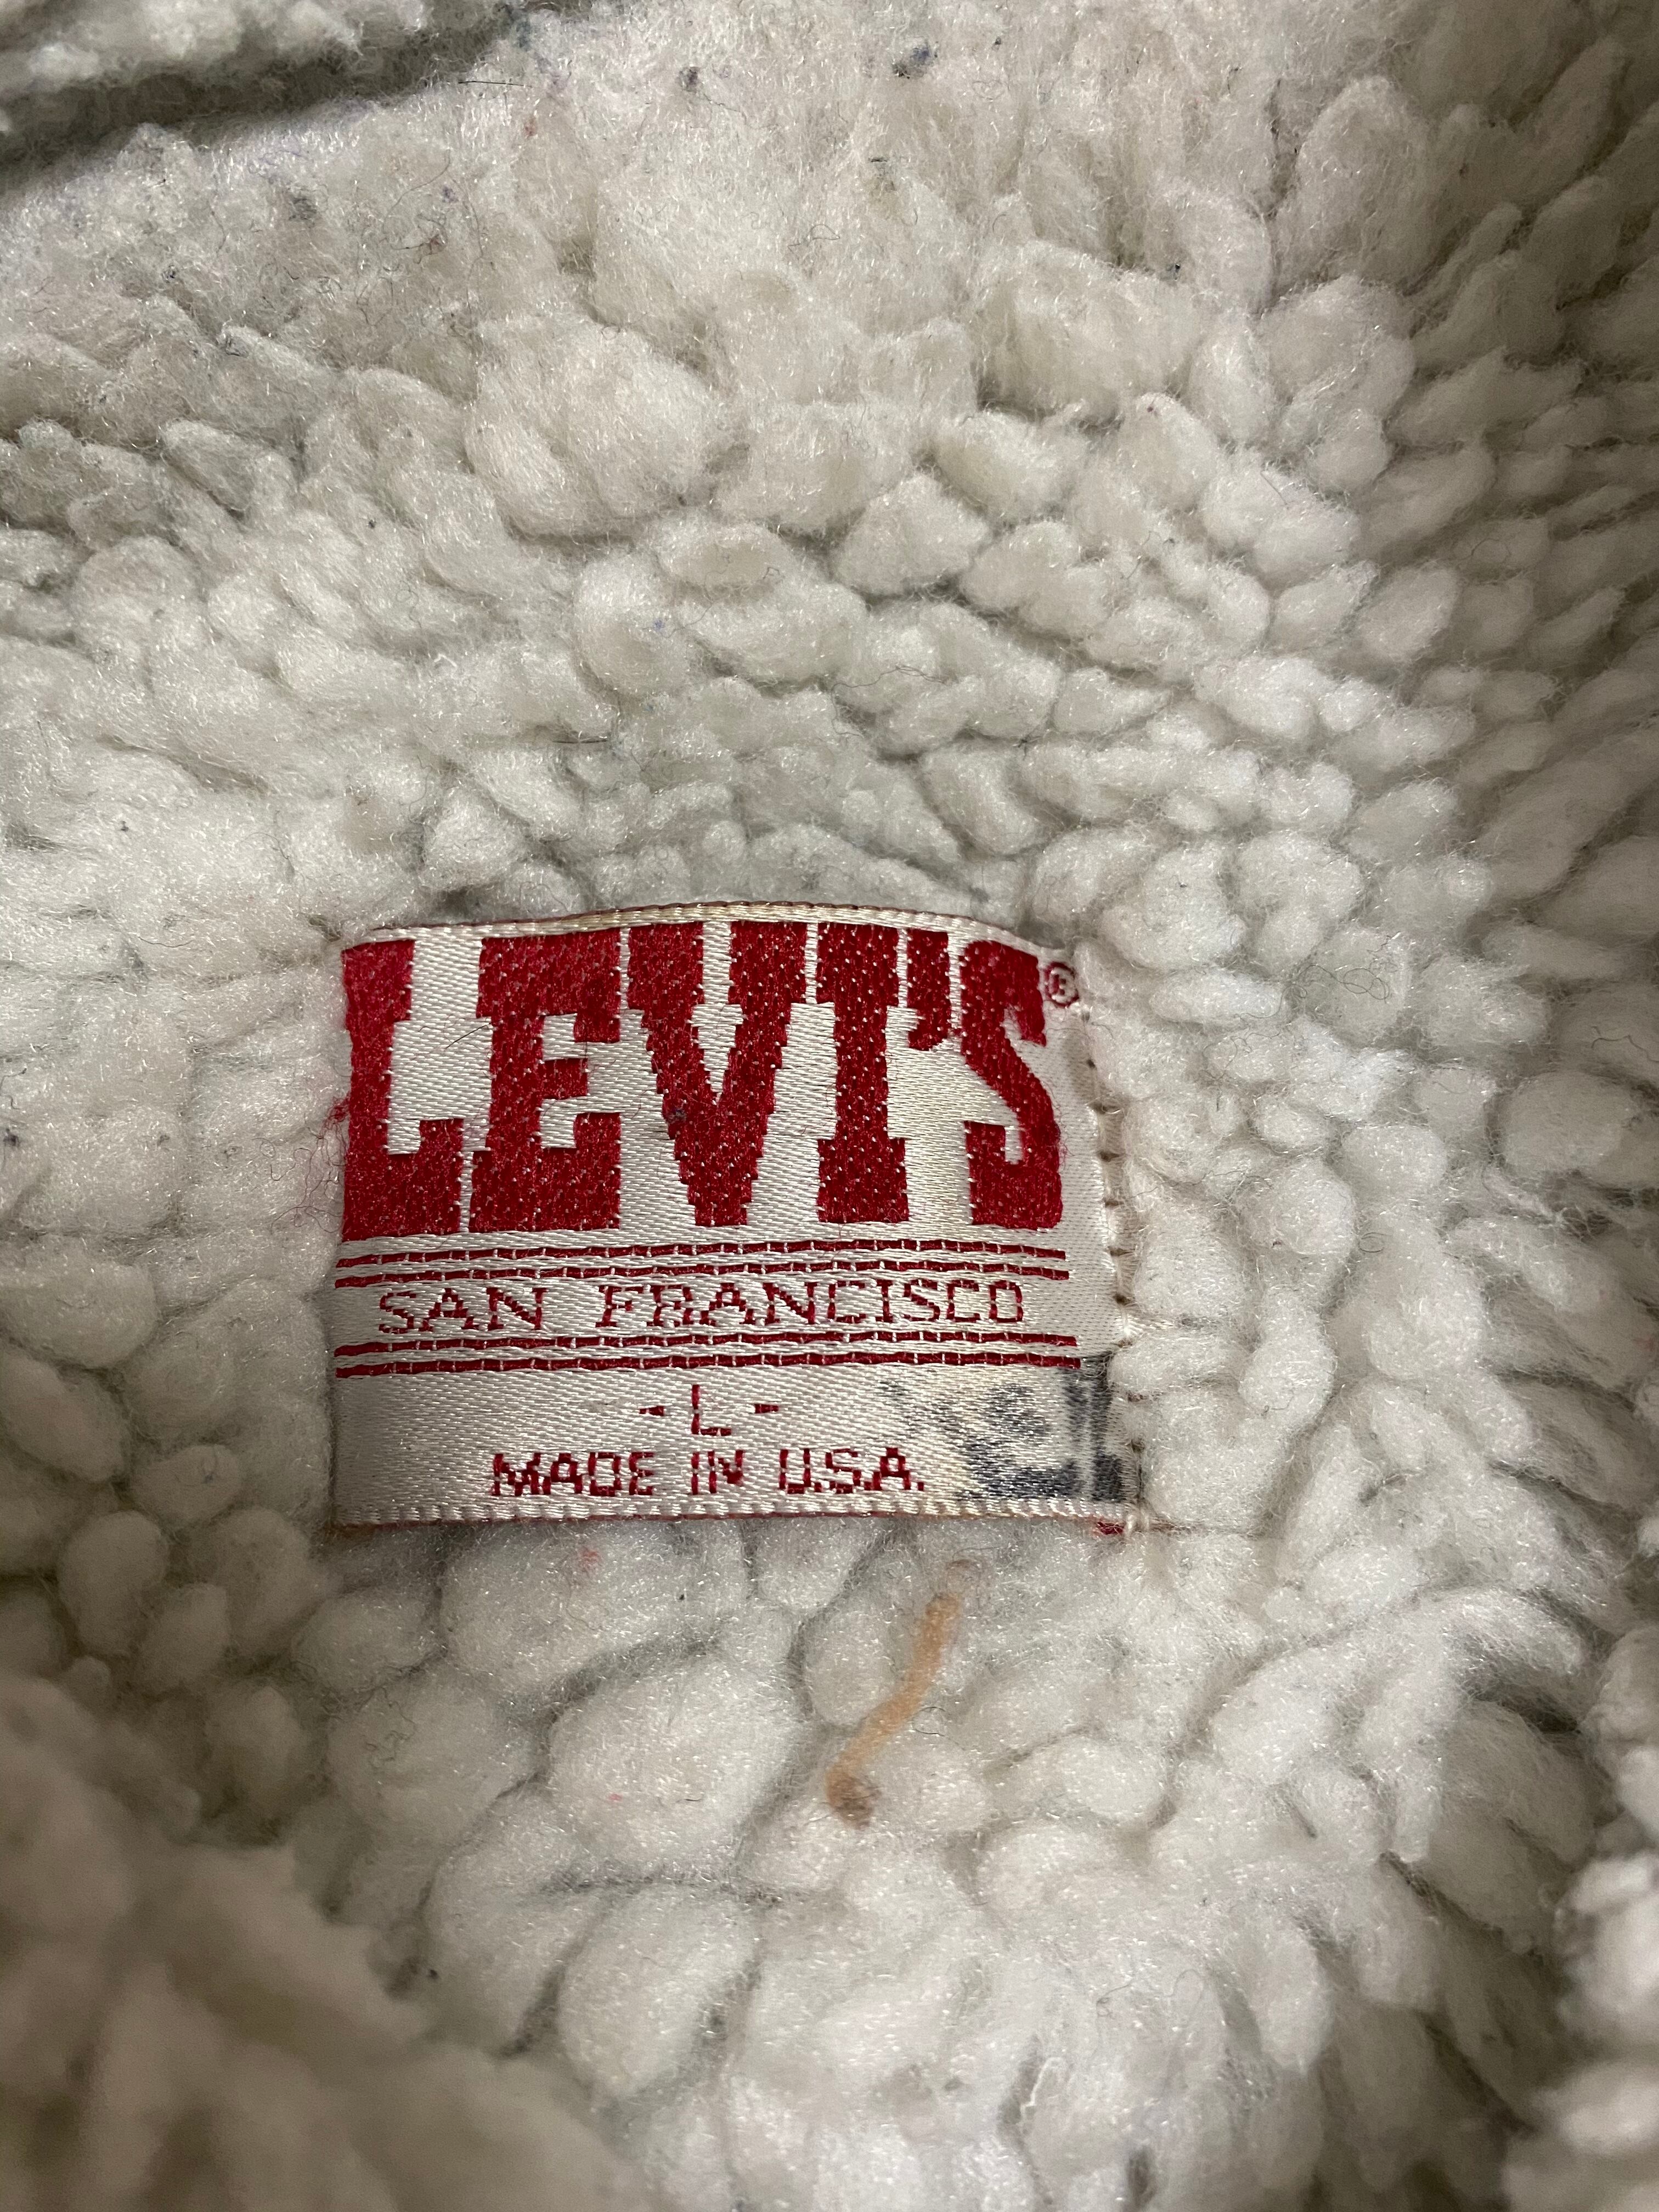 LEVI'S®
SAN FRANCISCO
-L-
MADE IN U.S.A.